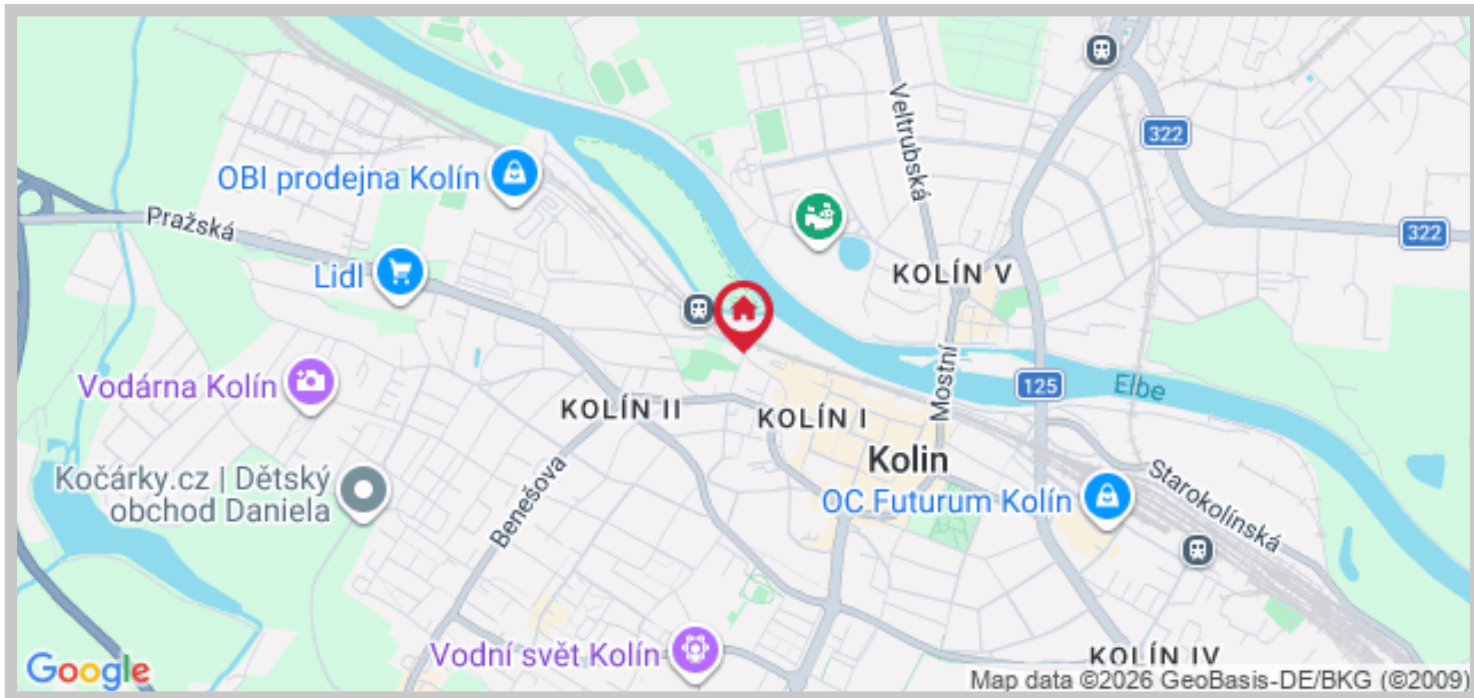 322
Veltrubská
OBI prodejna Kolín
Pražská
322
Lidl
KOLÍN V
Vodárna Kolín
Mostní
125
Elbe
KOLÍN II
KOLÍN I
Kolin
Kočárky.cz | Dětský
obchod Daniela
Benešova
OC Futurum Kolín
Starokolínská
Vodní svět Kolín
KOLÍN IV
Google
Map data ©2026 GeoBasis-DE/BKG (©2009)